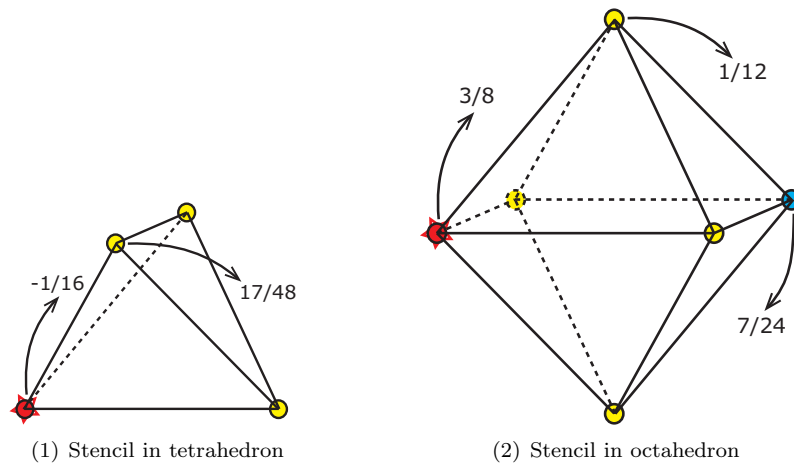 1/12
3/8
-1/16
17/48
7/24
(1) Stencil in tetrahedron
(2) Stencil in octahedron